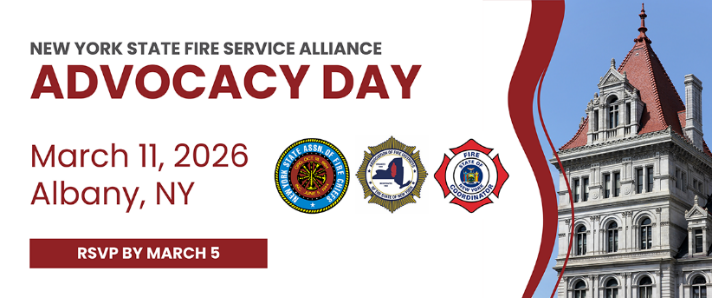 NEW YORK STATE FIRE SERVICE ALLIANCE
ADVOCACY DAY
March 11, 2026
Albany, NY
RSVP BY MARCH 5
NEW YORK STATE ASSN. OF FIRE CHIEFS
FIRE
STATE OF
NEW YORK
COORDINATOR